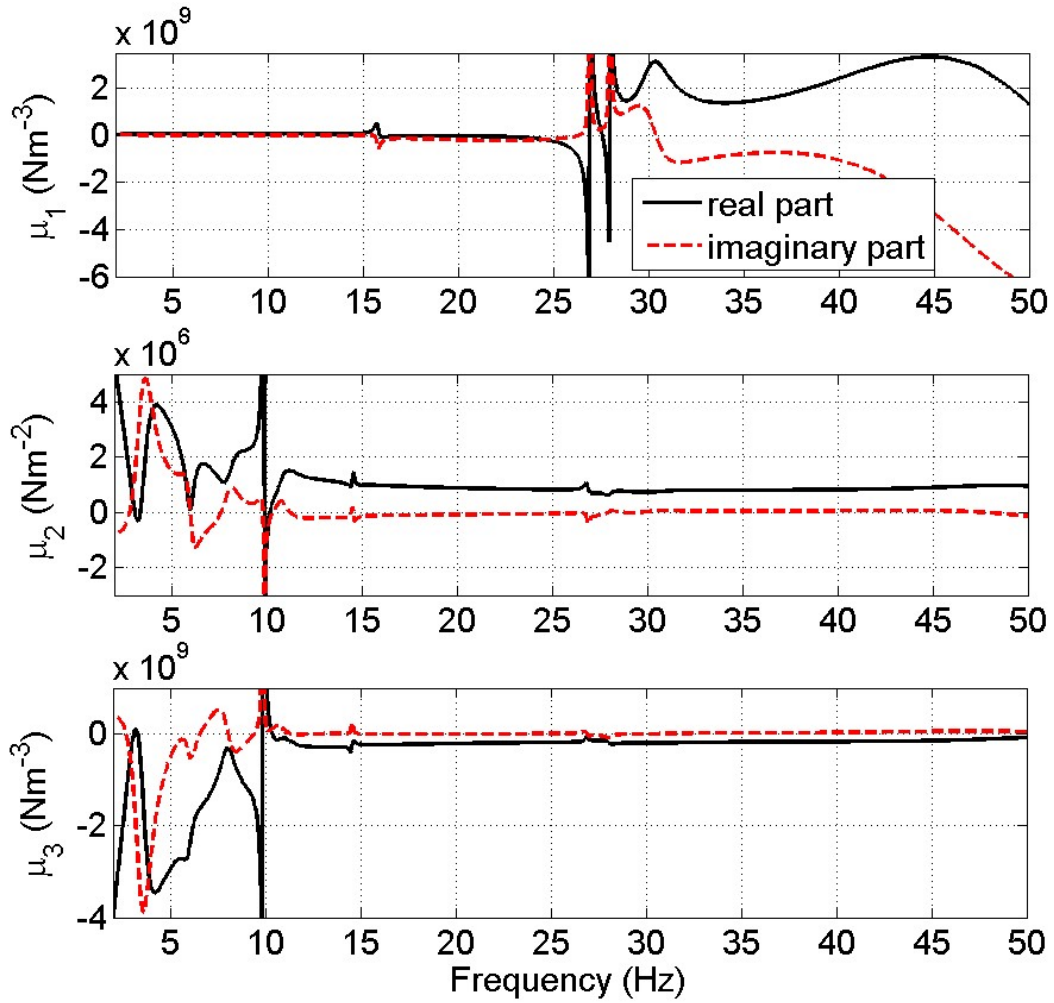 x 10^9
2
0
-2
-4
-6
μ_1 (Nm^-3)
real part
imaginary part
5 10 15 20 25 30 35 40 45 50
x 10^6
4
2
0
-2
μ_2 (Nm^-2)
5 10 15 20 25 30 35 40 45 50
x 10^9
0
-2
-4
μ_3 (Nm^-3)
5 10 15 20 25 30 35 40 45 50
Frequency (Hz)